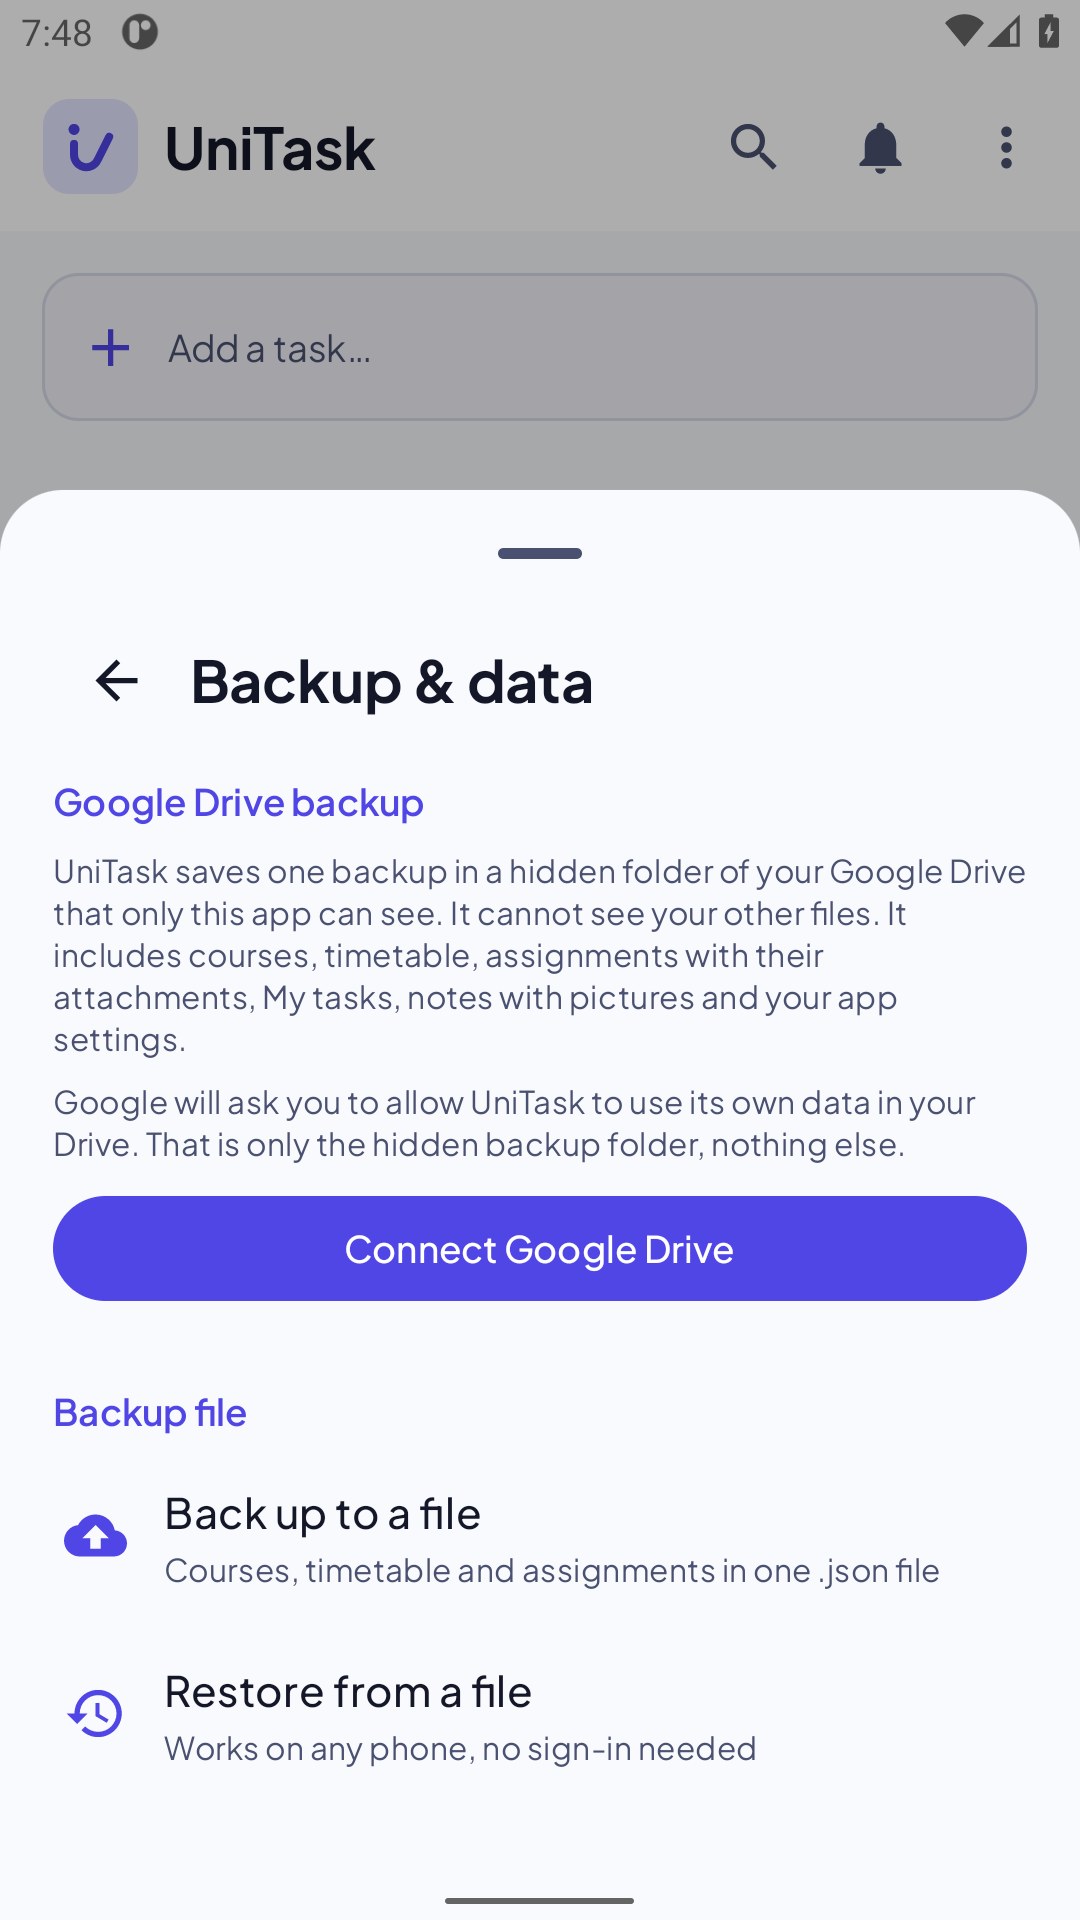 7:48
UniTask
Add a task...
Backup & data
Google Drive backup
UniTask saves one backup in a hidden folder of your Google Drive
that only this app can see. It cannot see your other files. It
includes courses, timetable, assignments with their
attachments, My tasks, notes with pictures and your app
settings.
Google will ask you to allow UniTask to use its own data in your
Drive. That is only the hidden backup folder, nothing else.
Connect Google Drive
Backup file
Back up to a file
Courses, timetable and assignments in one .json file
Restore from a file
Works on any phone, no sign-in needed